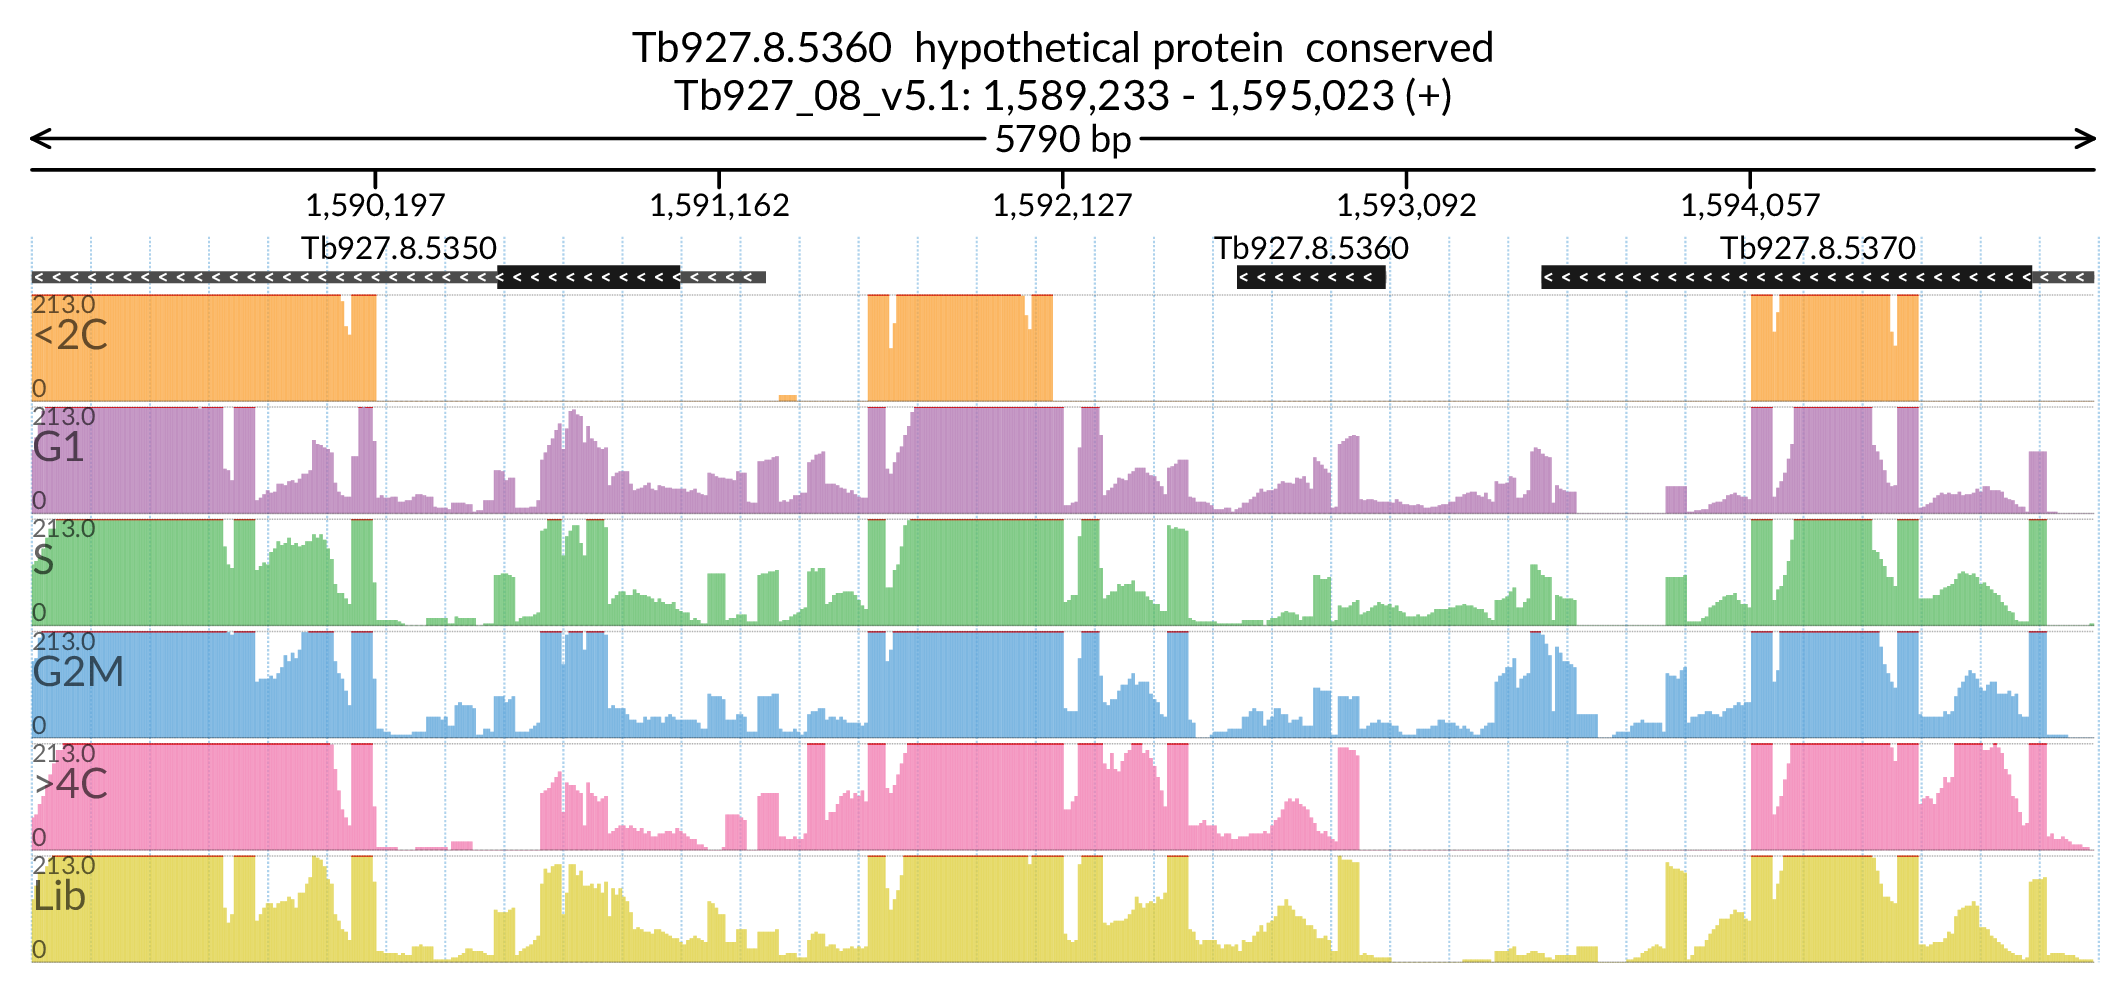 Tb927.8.5360 hypothetical protein conserved
Tb927_08_v5.1: 1,589,233 - 1,595,023 (+)
5790 bp
1,590,197 1,591,162 1,592,127 1,593,092 1,594,057
Tb927.8.5350 Tb927.8.5360 Tb927.8.5370
213.0
<2C
0
213.0
G1
0
213.0
S
0
213.0
G2M
0
213.0
>4C
0
213.0
Lib
0